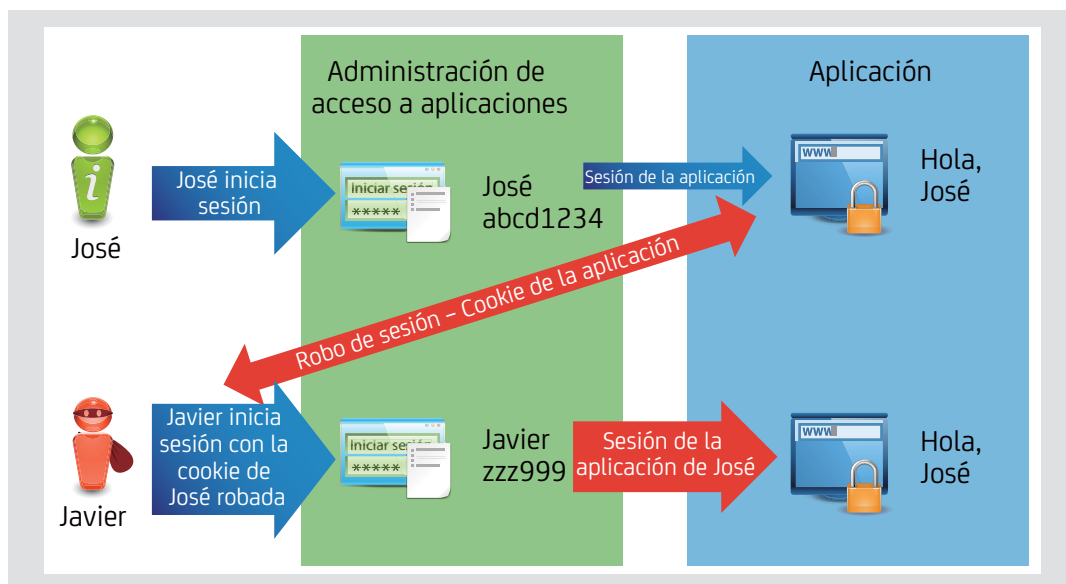 Administración de
acceso a aplicaciones
Aplicación
José inicia
sesión
José
Iniciar sesión
*****
José
abcd1234
Sesión de la aplicación
www
Hola,
José
Robo de sesión – Cookie de la aplicación
Javier inicia
sesión con la
cookie de
José robada
Javier
Iniciar sesión
*****
Javier
zzz999
Sesión de la
aplicación de José
www
Hola,
José